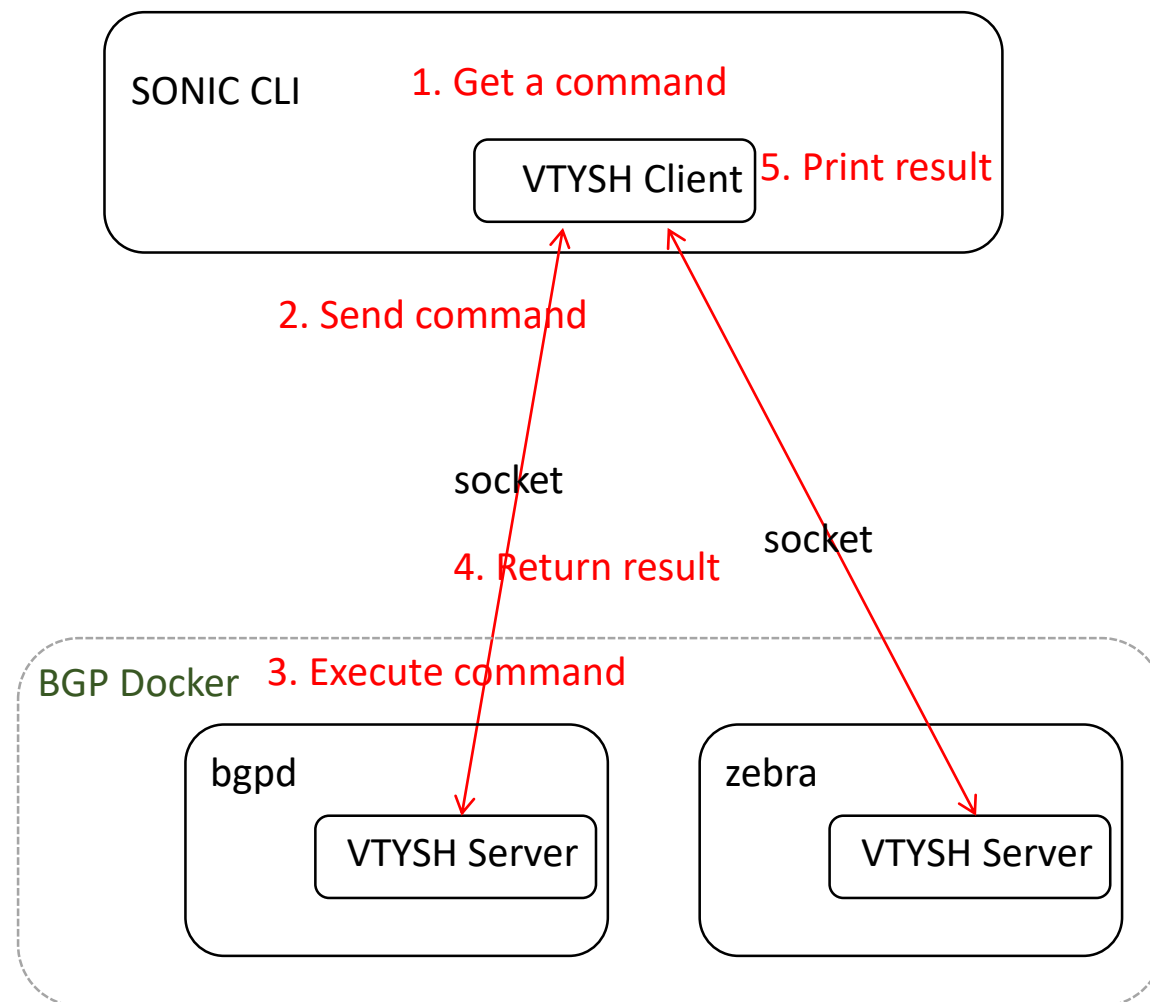 SONIC CLI
1. Get a command
VTYSH Client
5. Print result
2. Send command
socket
socket
4. Return result
BGP Docker
3. Execute command
bgpd
zebra
VTYSH Server
VTYSH Server